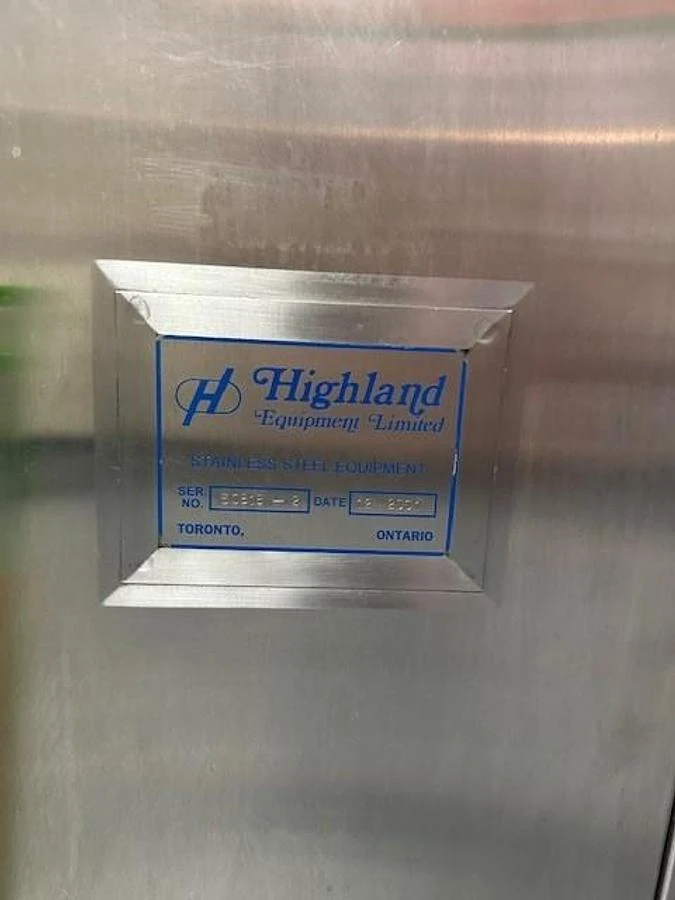 H Highland
Equipment Limited
STAINLESS STEEL EQUIPMENT
SER.
NO. DATE
TORONTO, ONTARIO